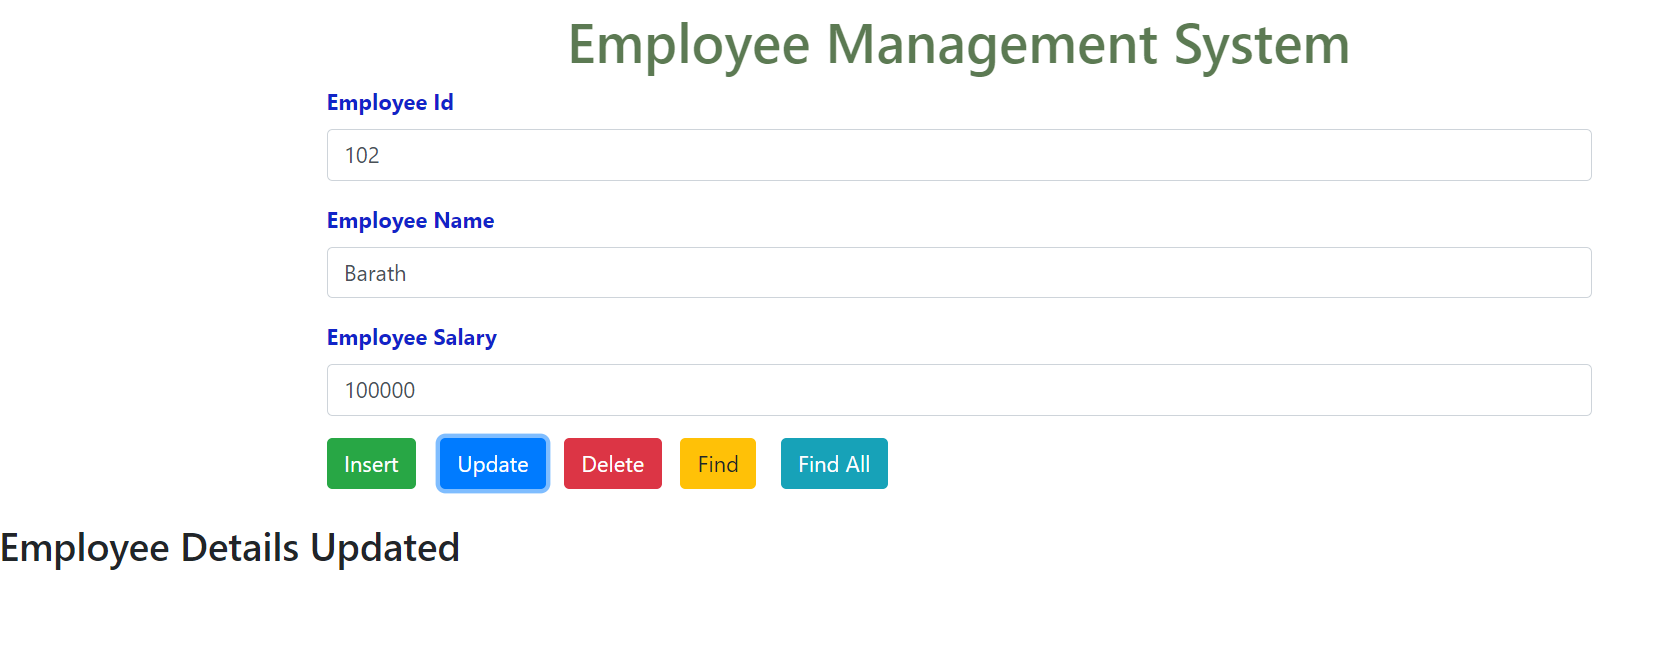 Employee Management System
Employee Id
102
Employee Name
Barath
Employee Salary
100000
Insert Update Delete Find Find All
Employee Details Updated